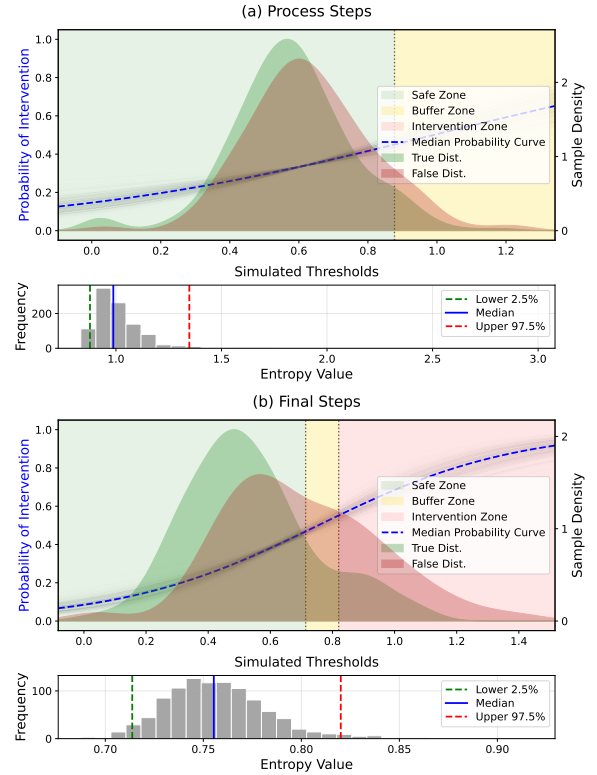 (a) Process Steps
1.0
0.8
0.6
0.4
0.2
0.0
Probability of Intervention
2
1
0
Sample Density
Safe Zone
Buffer Zone
Intervention Zone
Median Probability Curve
True Dist.
False Dist.
0.0 0.2 0.4 0.6 0.8 1.0 1.2
Simulated Thresholds
Frequency
200
0
Lower 2.5%
Median
Upper 97.5%
1.0 1.5 2.0 2.5 3.0
Entropy Value
(b) Final Steps
1.0
0.8
0.6
0.4
0.2
0.0
Probability of Intervention
2
1
0
Sample Density
Safe Zone
Buffer Zone
Intervention Zone
Median Probability Curve
True Dist.
False Dist.
0.0 0.2 0.4 0.6 0.8 1.0 1.2 1.4
Simulated Thresholds
Frequency
100
0
Lower 2.5%
Median
Upper 97.5%
0.70 0.75 0.80 0.85 0.90
Entropy Value